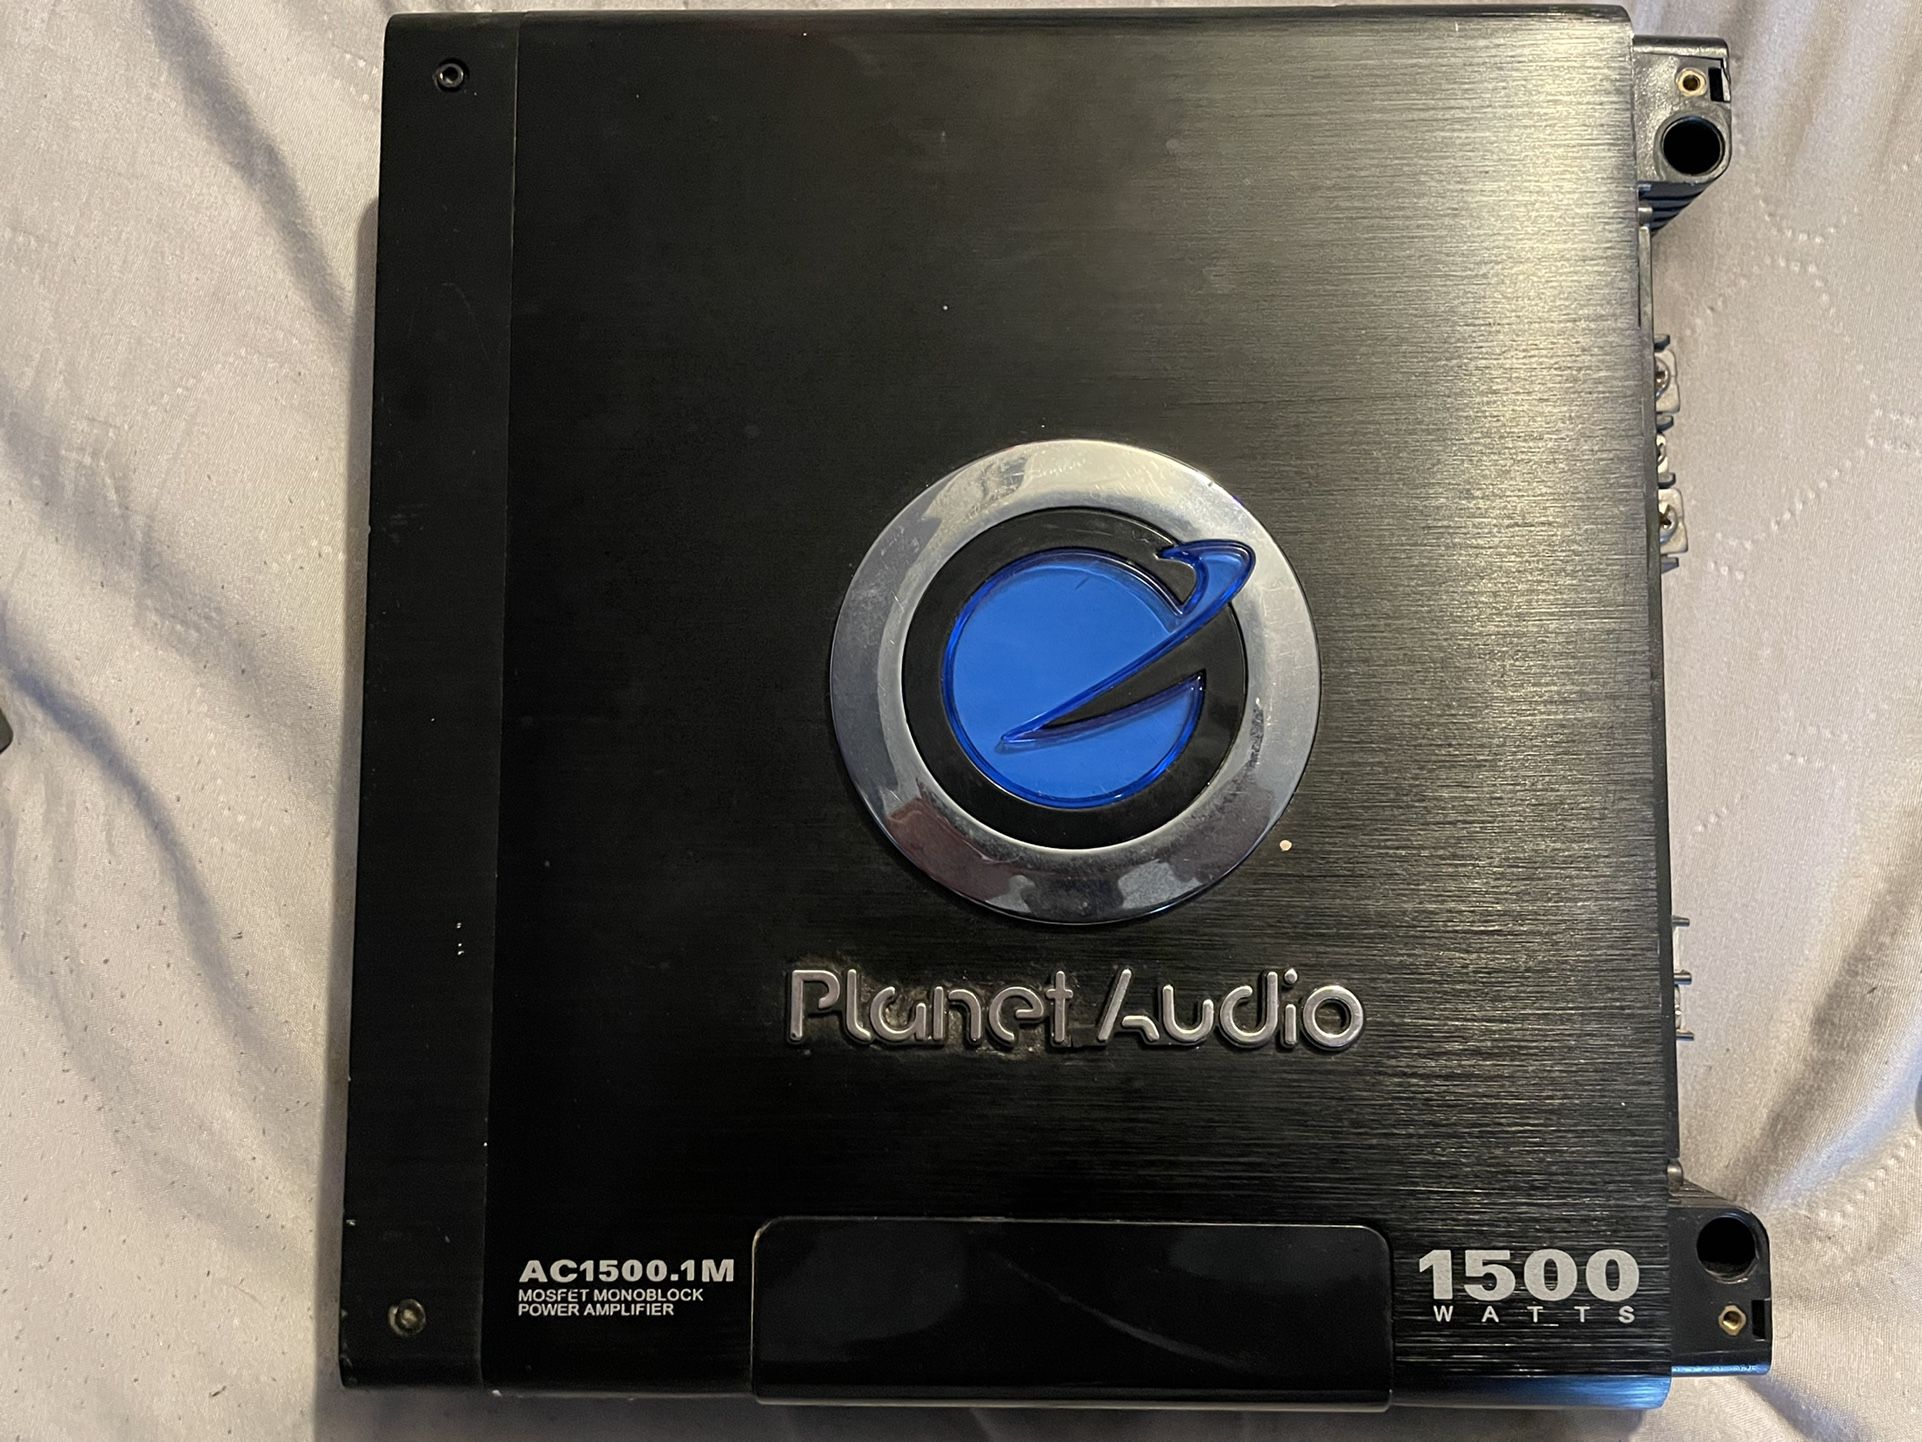 Planet Audio
AC1500.1M
MOSFET MONOBLOCK
POWER AMPLIFIER
1500
WATTS